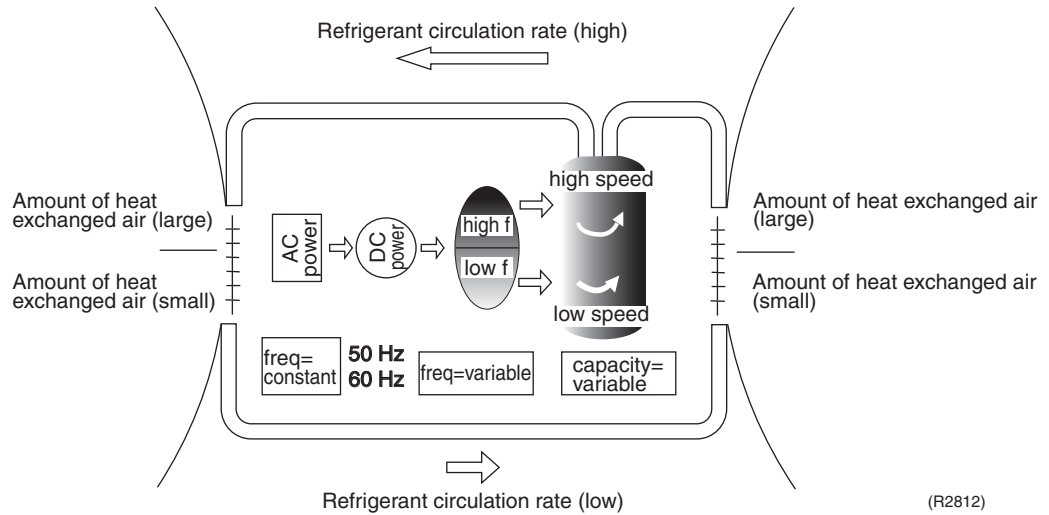 Refrigerant circulation rate (high)
Amount of heat
exchanged air (large)
Amount of heat
exchanged air (small)
AC
power
DC
power
high f
low f
high speed
low speed
Amount of heat exchanged air
(large)
Amount of heat exchanged air
(small)
freq=
constant
50 Hz
60 Hz
freq=variable
capacity=
variable
Refrigerant circulation rate (low)
(R2812)